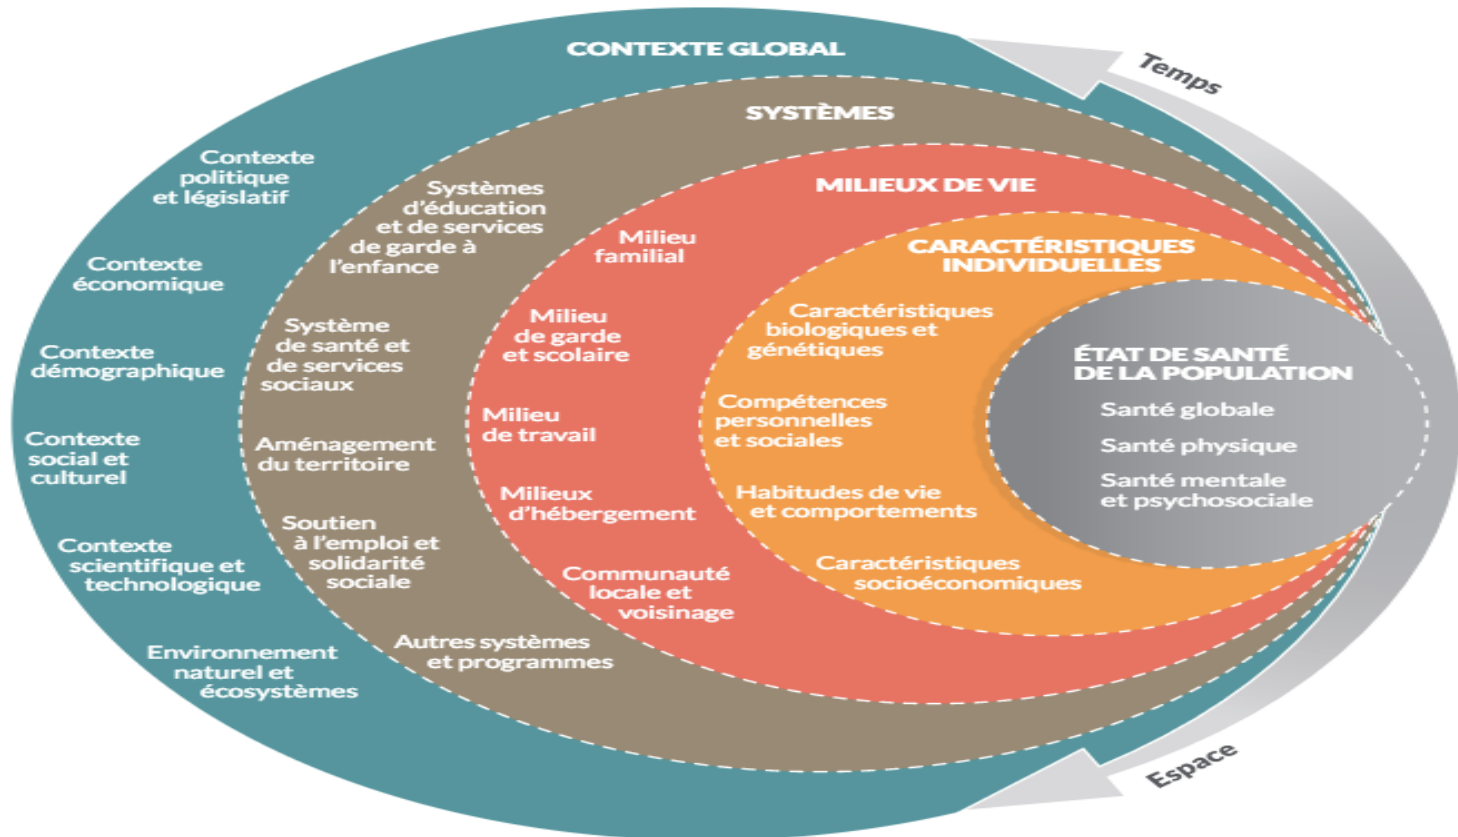 CONTEXTE GLOBAL
Temps
SYSTÈMES
MILIEUX DE VIE
CARACTÉRISTIQUES
INDIVIDUELLES
ÉTAT DE SANTÉ
DE LA POPULATION
Santé globale
Santé physique
Santé mentale
et psychosociale
Contexte
politique
et législatif
Contexte
économique
Contexte
démographique
Contexte
social et
culturel
Contexte
scientifique et
technologique
Environnement
naturel et
écosystèmes
Systèmes
d'éducation
et de services
de garde à
l'enfance
Système
de santé et
de services
sociaux
Aménagement
du territoire
Soutien
à l'emploi et
solidarité
sociale
Autres systèmes
et programmes
Milieu
familial
Milieu
de garde
et scolaire
Milieu
de travail
Milieux
d'hébergement
Communauté
locale et
voisinage
Caractéristiques
biologiques et
génétiques
Compétences
personnelles
et sociales
Habitudes de vie
et comportements
Caractéristiques
socioéconomiques
Espace